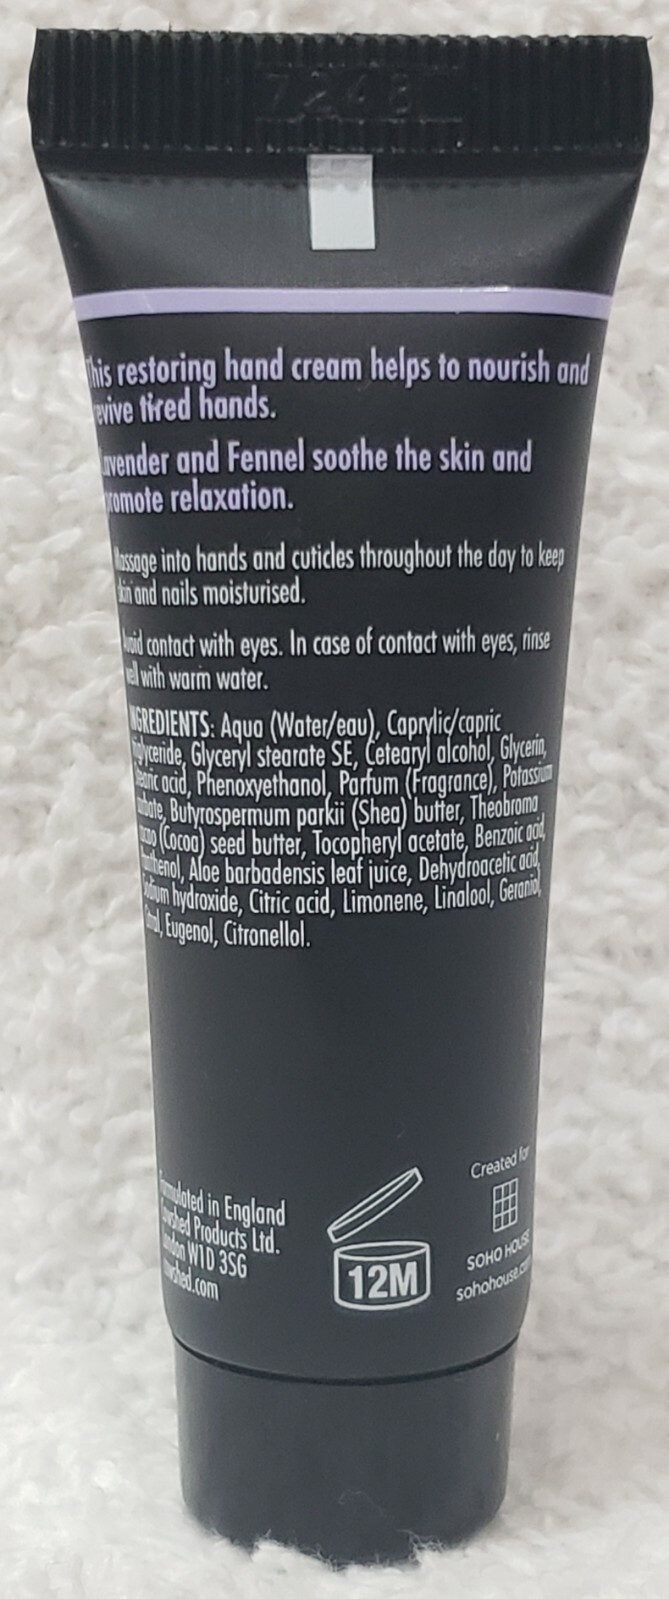 7248
This restoring hand cream helps to nourish and
revive tired hands.
Lavender and Fennel soothe the skin and
promote relaxation.
Massage into hands and cuticles throughout the day to keep
skin and nails moisturised.
Avoid contact with eyes. In case of contact with eyes, rinse
well with warm water.
INGREDIENTS: Aqua (Water/eau), Caprylic/capric
triglyceride, Glyceryl stearate SE, Cetearyl alcohol, Glycerin,
Stearic acid, Phenoxyethanol, Parfum (Fragrance), Potassium
sorbate, Butyrospermum parkii (Shea) butter, Theobroma
cacao (Cocoa) seed butter, Tocopheryl acetate, Benzoic acid,
Panthenol, Aloe barbadensis leaf juice, Dehydroacetic acid,
Sodium hydroxide, Citric acid, Limonene, Linalool, Geraniol,
Citral, Eugenol, Citronellol.
Formulated in England
Cowshed Products Ltd.
London W1D 3SG
cowshed.com
12M
Created for
SOHO HOUSE
sohohouse.com